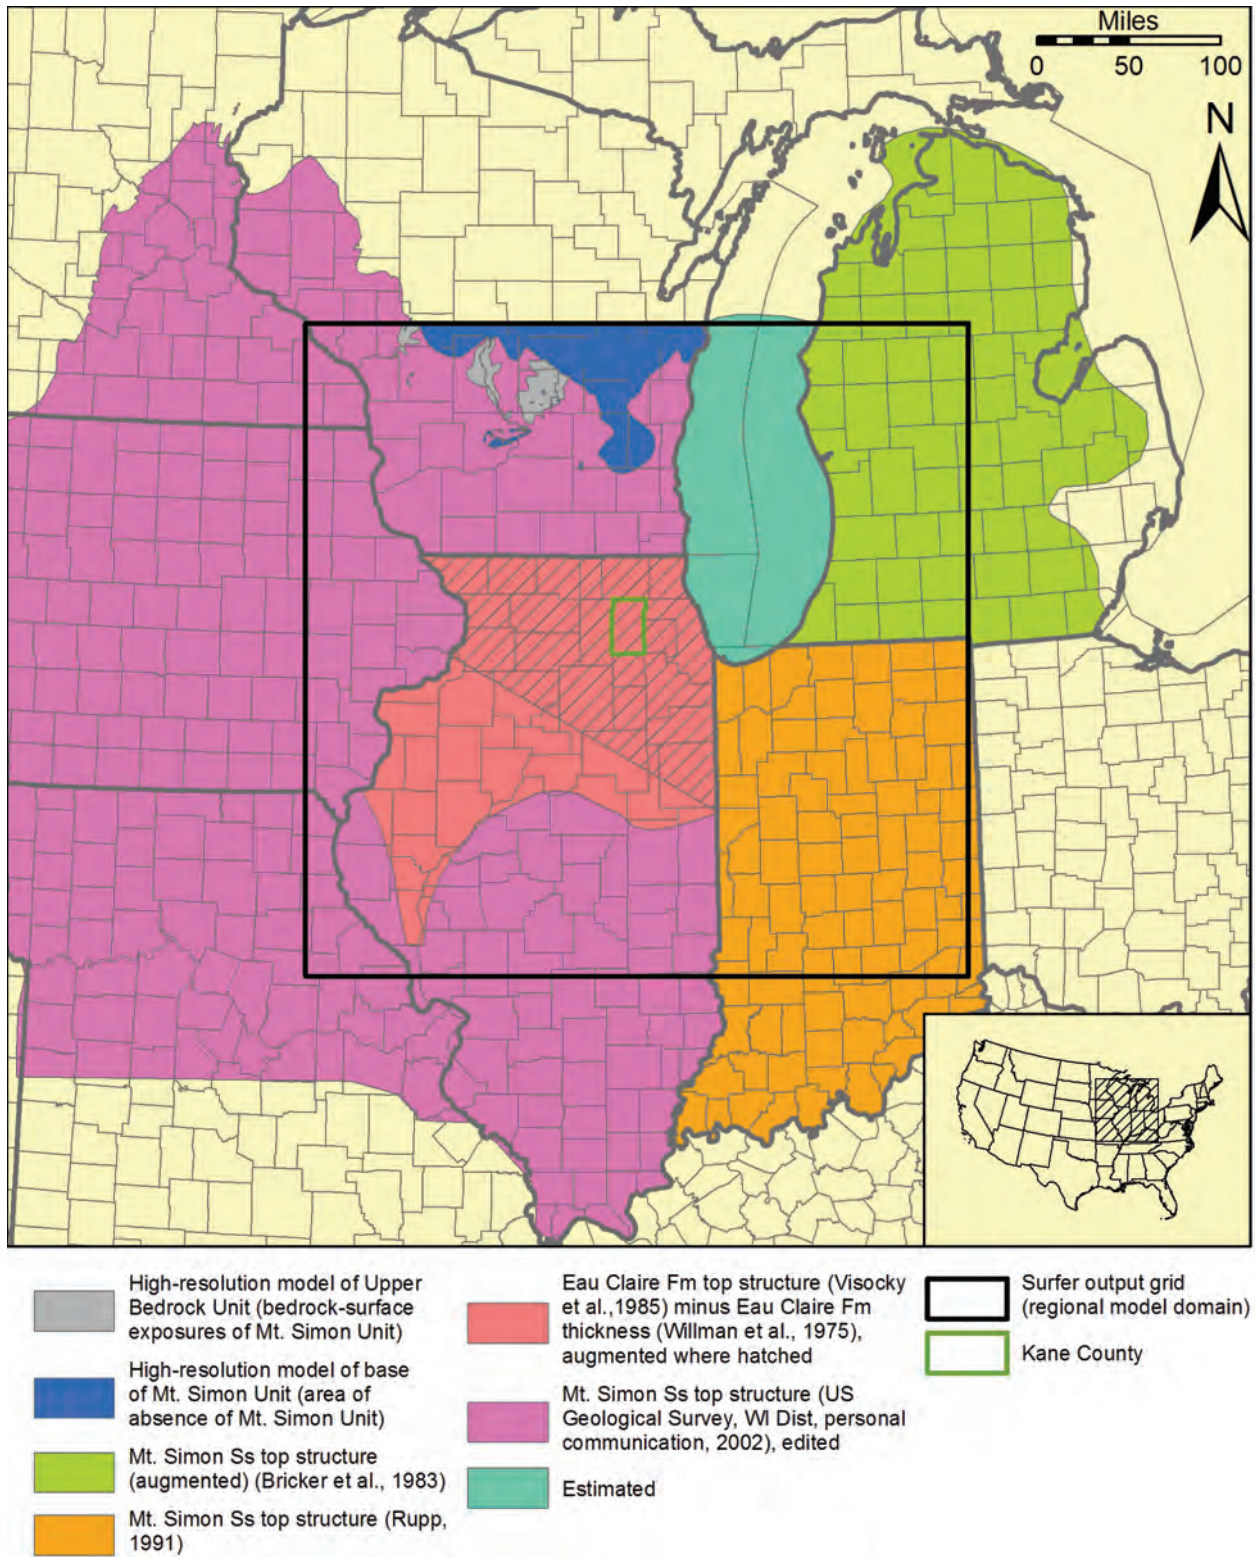 Miles
0 50 100
N
High-resolution model of Upper
Bedrock Unit (bedrock-surface
exposures of Mt. Simon Unit)
High-resolution model of base
of Mt. Simon Unit (area of
absence of Mt. Simon Unit)
Mt. Simon Ss top structure
(augmented) (Bricker et al., 1983)
Mt. Simon Ss top structure (Rupp,
1991)
Eau Claire Fm top structure (Visocky
et al.,1985) minus Eau Claire Fm
thickness (Willman et al., 1975),
augmented where hatched
Mt. Simon Ss top structure (US
Geological Survey, WI Dist, personal
communication, 2002), edited
Estimated
Surfer output grid
(regional model domain)
Kane County